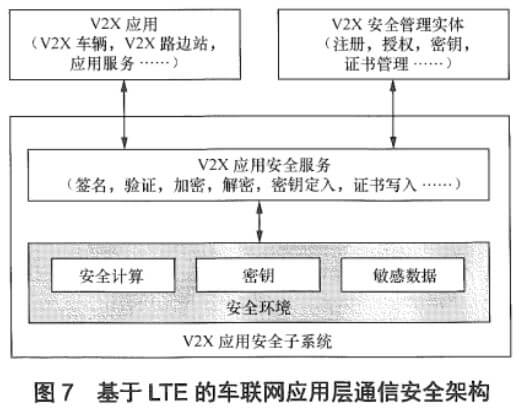 V2X 应用
（V2X 车辆，V2X 路边站，
应用服务……）
V2X 安全管理实体
（注册，授权，密钥，
证书管理……）
V2X 应用安全服务
（签名，验证，加密，解密，密钥定入，证书写入……）
安全计算
密钥
敏感数据
安全环境
V2X 应用安全子系统
图 7 基于 LTE 的车联网应用层通信安全架构